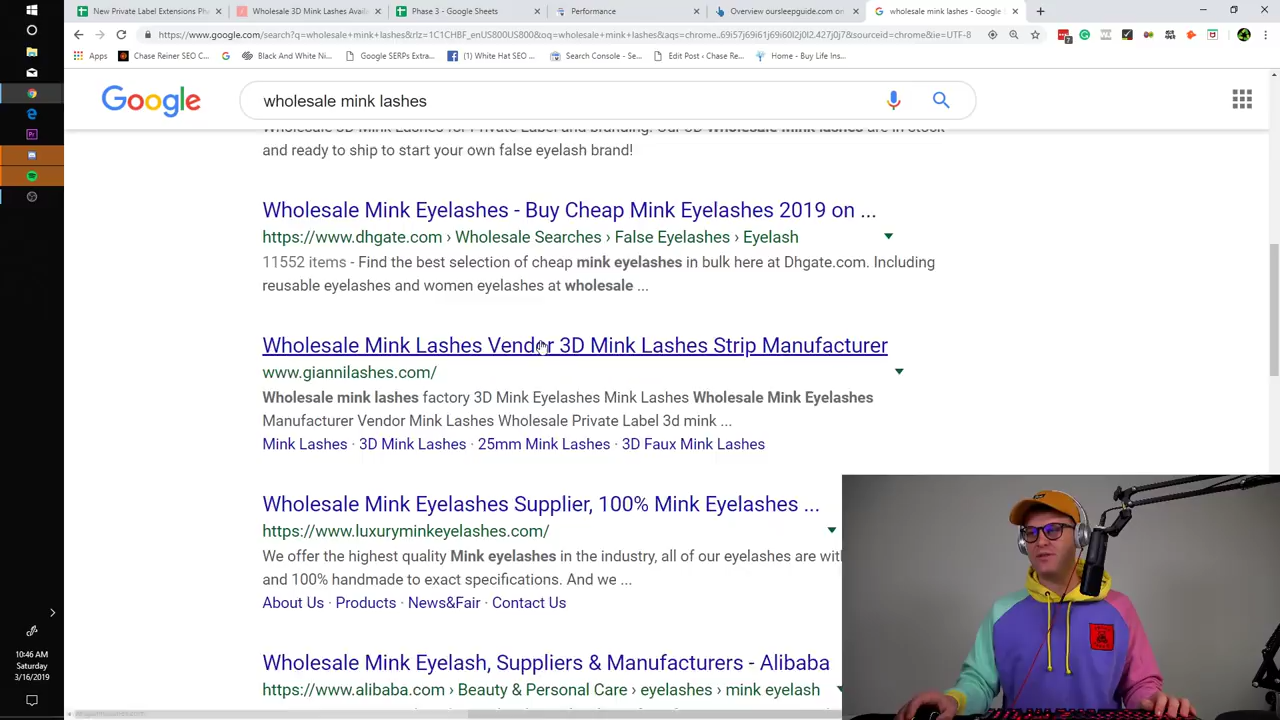 New Private Label Extensions Ph
Wholesale 3D Mink Lashes Avail
Phase 3 - Google Sheets
Performance
Overview oursleepguide.com on
wholesale mink lashes - Google
https://www.google.com/search?q=wholesale+mink+lashes&rlz=1C1CHBF_enUS800US800&oq=wholesale+mink+lashes&aqs=chrome..69i57j69i61j69i60l2j0l2.427j0j7&sourceid=chrome&ie=UTF-8
7
Apps
Chase Reiner SEO C...
Black And White Ni...
Google SERPs Extra...
(1) White Hat SEO ...
Search Console - Se...
Edit Post ‹ Chase Re...
Home - Buy Life Ins...
Google
wholesale mink lashes
Wholesale 3D Mink Lashes for Private Label and branding! Our 3D Wholesale Mink lashes are in stock
and ready to ship to start your own false eyelash brand!
Wholesale Mink Eyelashes - Buy Cheap Mink Eyelashes 2019 on ...
https://www.dhgate.com › Wholesale Searches › False Eyelashes › Eyelash
11552 items - Find the best selection of cheap mink eyelashes in bulk here at Dhgate.com. Including
reusable eyelashes and women eyelashes at wholesale ...
Wholesale Mink Lashes Vendor 3D Mink Lashes Strip Manufacturer
www.giannilashes.com/
Wholesale mink lashes factory 3D Mink Eyelashes Mink Lashes Wholesale Mink Eyelashes
Manufacturer Vendor Mink Lashes Wholesale Private Label 3d mink ...
Mink Lashes · 3D Mink Lashes · 25mm Mink Lashes · 3D Faux Mink Lashes
Wholesale Mink Eyelashes Supplier, 100% Mink Eyelashes ...
https://www.luxuryminkeyelashes.com/
We offer the highest quality Mink eyelashes in the industry, all of our eyelashes are wit
and 100% handmade to exact specifications. And we ...
About Us · Products · News&Fair · Contact Us
Wholesale Mink Eyelash, Suppliers & Manufacturers - Alibaba
https://www.alibaba.com › Beauty & Personal Care › eyelashes › mink eyelash
10:46 AM
Saturday
3/16/2019